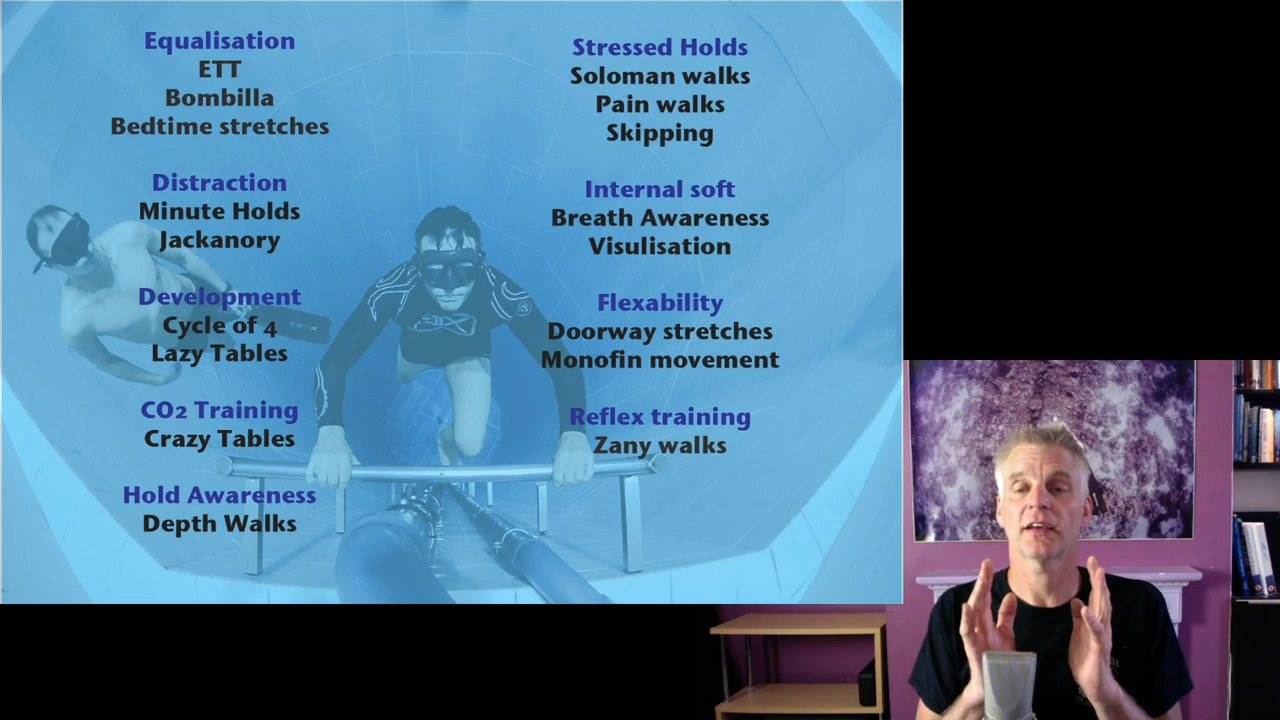 Equalisation
ETT
Bombilla
Bedtime stretches
Distraction
Minute Holds
Jackanory
Development
Cycle of 4
Lazy Tables
CO2 Training
Crazy Tables
Hold Awareness
Depth Walks
Stressed Holds
Soloman walks
Pain walks
Skipping
Internal soft
Breath Awareness
Visulisation
Flexability
Doorway stretches
Monofin movement
Reflex training
Zany walks